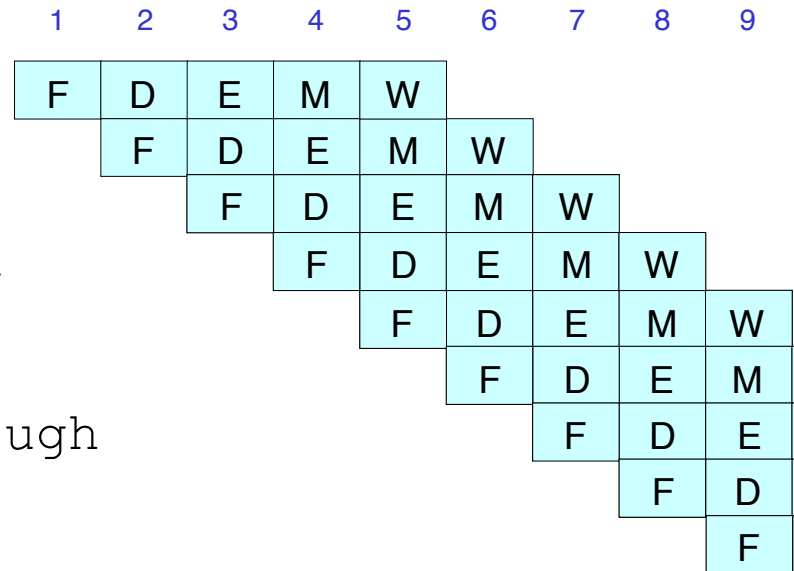 1 2 3 4 5 6 7 8 9
F D E M W
F D E M W
F D E M W
F D E M W
F D E M W
F D E M
ugh
F D E
F D
F